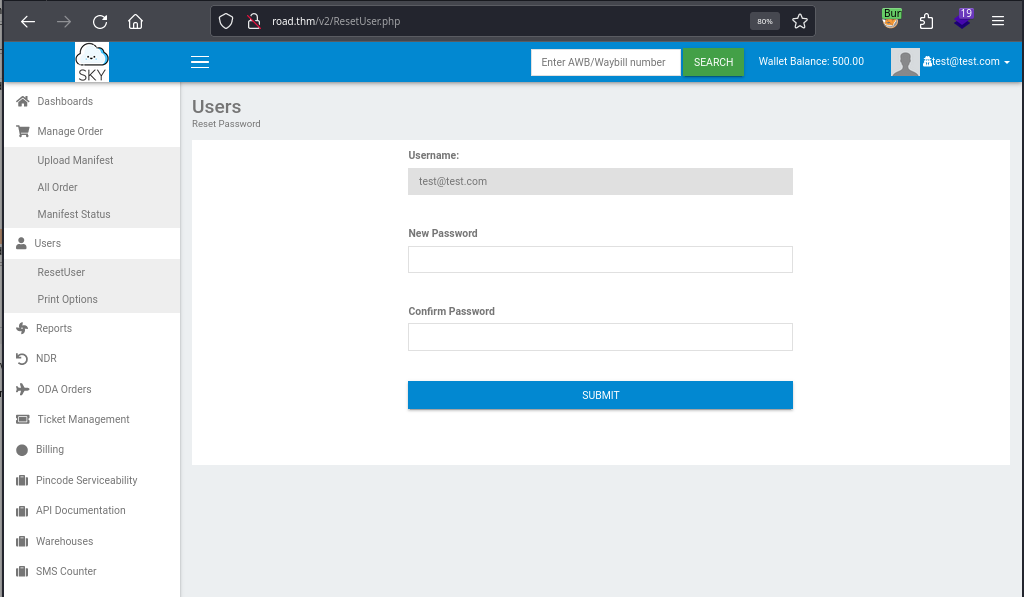 road.thm/v2/ResetUser.php
80%
Bur
19
SKY
Enter AWB/Waybill number
SEARCH
Wallet Balance: 500.00
test@test.com
Dashboards
Manage Order
Upload Manifest
All Order
Manifest Status
Users
ResetUser
Print Options
Reports
NDR
ODA Orders
Ticket Management
Billing
Pincode Serviceability
API Documentation
Warehouses
SMS Counter
Users
Reset Password
Username:
test@test.com
New Password
Confirm Password
SUBMIT